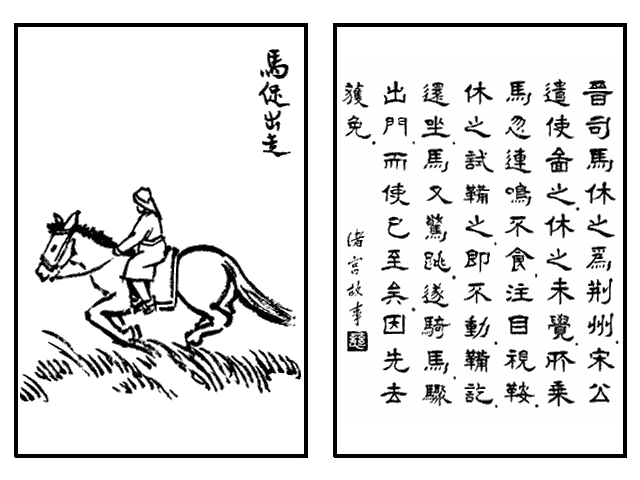 馬促出走
晉司馬休之爲荊州.宋公
遣使啚之.休之未覺.所乘
馬忽連鳴不食.注目視鞍.
休之試鞴之.即不動.鞴訖.
還坐.馬又驚跳.遂騎馬驟.
出門.而使已至矣.因先去
獲免.
渚宮故事